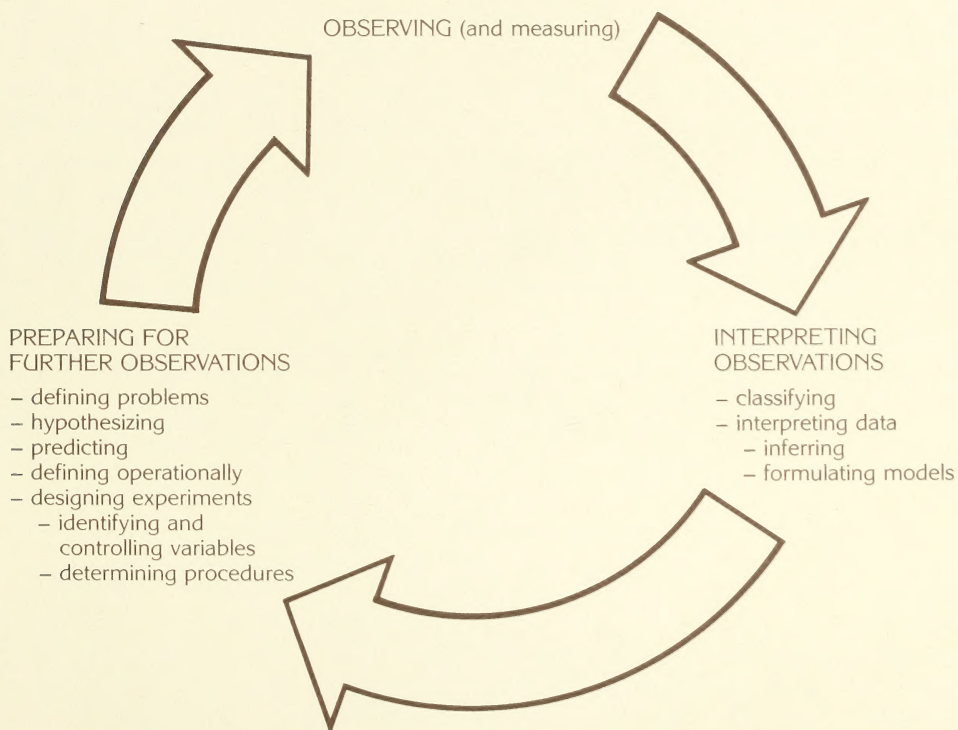 OBSERVING (and measuring)
PREPARING FOR
FURTHER OBSERVATIONS
– defining problems
– hypothesizing
– predicting
– defining operationally
– designing experiments
– identifying and
controlling variables
– determining procedures
INTERPRETING
OBSERVATIONS
– classifying
– interpreting data
– inferring
– formulating models